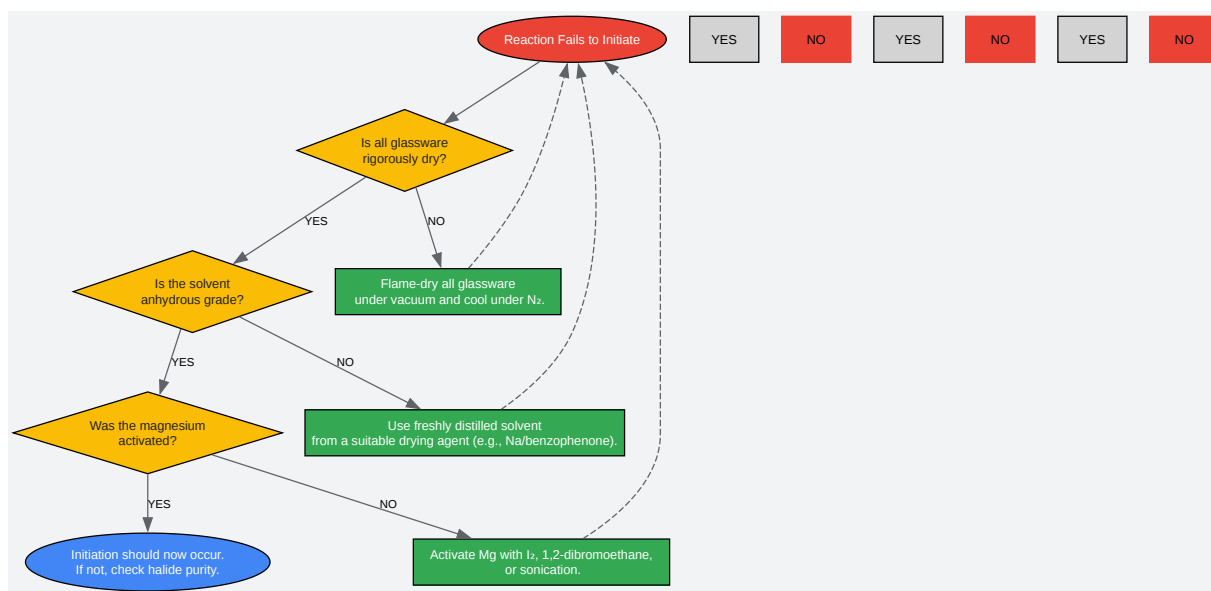 Reaction Fails to Initiate
YES
NO
YES
NO
YES
NO
Is all glassware
rigorously dry?
YES
NO
Is the solvent
anhydrous grade?
Flame-dry all glassware
under vacuum and cool under N₂.
YES
NO
Was the magnesium
activated?
Use freshly distilled solvent
from a suitable drying agent (e.g., Na/benzophenone).
YES
NO
Initiation should now occur.
If not, check halide purity.
Activate Mg with I₂, 1,2-dibromoethane,
or sonication.